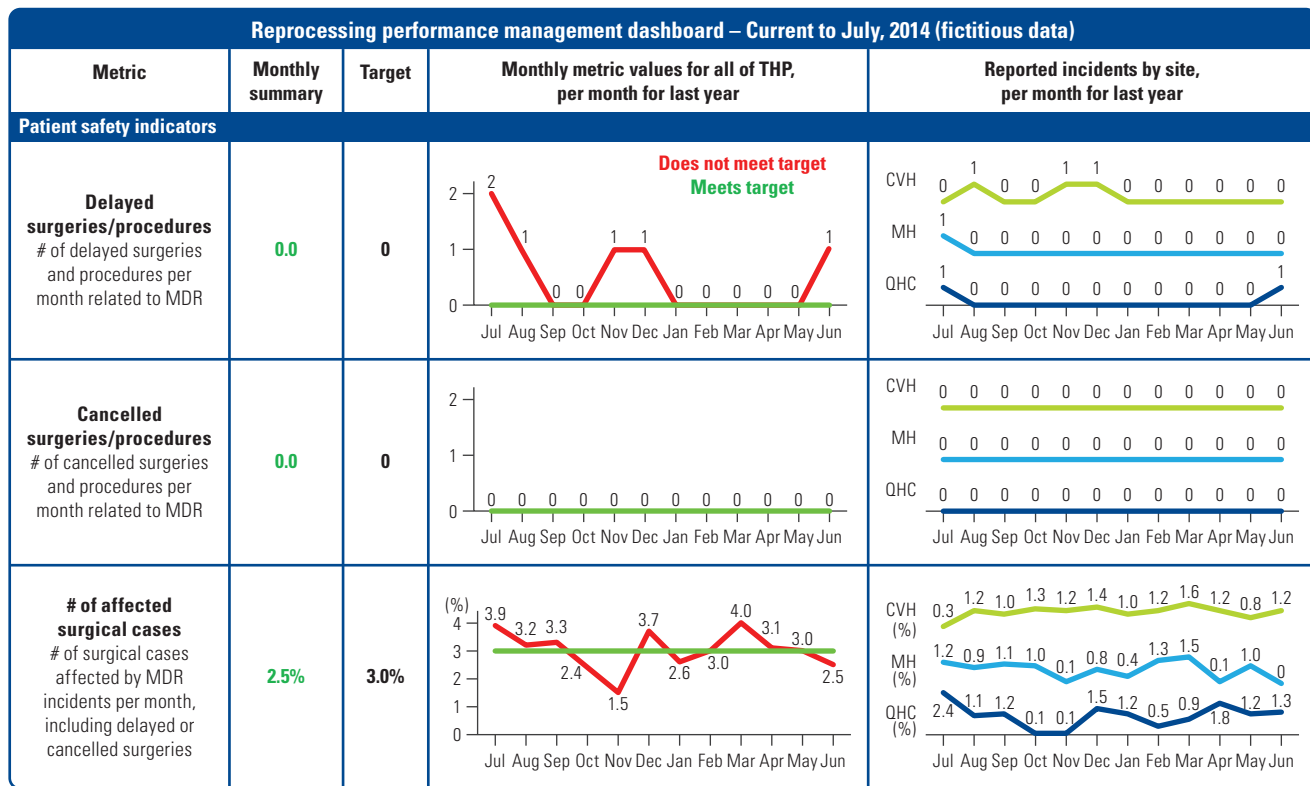 Reprocessing performance management dashboard – Current to July, 2014 (fictitious data)
Metric
Monthly
summary
Target
Monthly metric values for all of THP,
per month for last year
Reported incidents by site,
per month for last year
Patient safety indicators
Delayed
surgeries/procedures
# of delayed surgeries
and procedures per
month related to MDR
0.0
0
Does not meet target
Meets target
2
1
0
2 1 0 0 1 1 0 0 0 0 0 1
Jul Aug Sep Oct Nov Dec Jan Feb Mar Apr May Jun
CVH
0 1 0 0 1 1 0 0 0 0 0 0
MH
1 0 0 0 0 0 0 0 0 0 0 0
QHC
1 0 0 0 0 0 0 0 0 0 0 1
Jul Aug Sep Oct Nov Dec Jan Feb Mar Apr May Jun
Cancelled
surgeries/procedures
# of cancelled surgeries
and procedures per
month related to MDR
0.0
0
2
1
0
0 0 0 0 0 0 0 0 0 0 0 0
Jul Aug Sep Oct Nov Dec Jan Feb Mar Apr May Jun
CVH
0 0 0 0 0 0 0 0 0 0 0 0
MH
0 0 0 0 0 0 0 0 0 0 0 0
QHC
0 0 0 0 0 0 0 0 0 0 0 0
Jul Aug Sep Oct Nov Dec Jan Feb Mar Apr May Jun
# of affected
surgical cases
# of surgical cases
affected by MDR
incidents per month,
including delayed or
cancelled surgeries
2.5%
3.0%
(%)
4
3
2
1
0
3.9 3.2 3.3 2.4 1.5 3.7 2.6 3.0 4.0 3.1 3.0 2.5
Jul Aug Sep Oct Nov Dec Jan Feb Mar Apr May Jun
CVH
(%)
0.3 1.2 1.0 1.3 1.2 1.4 1.0 1.2 1.6 1.2 0.8 1.2
MH
(%)
1.2 0.9 1.1 1.0 0.1 0.8 0.4 1.3 1.5 0.1 1.0 0
QHC
(%)
2.4 1.1 1.2 0.1 0.1 1.5 1.2 0.5 0.9 1.8 1.2 1.3
Jul Aug Sep Oct Nov Dec Jan Feb Mar Apr May Jun